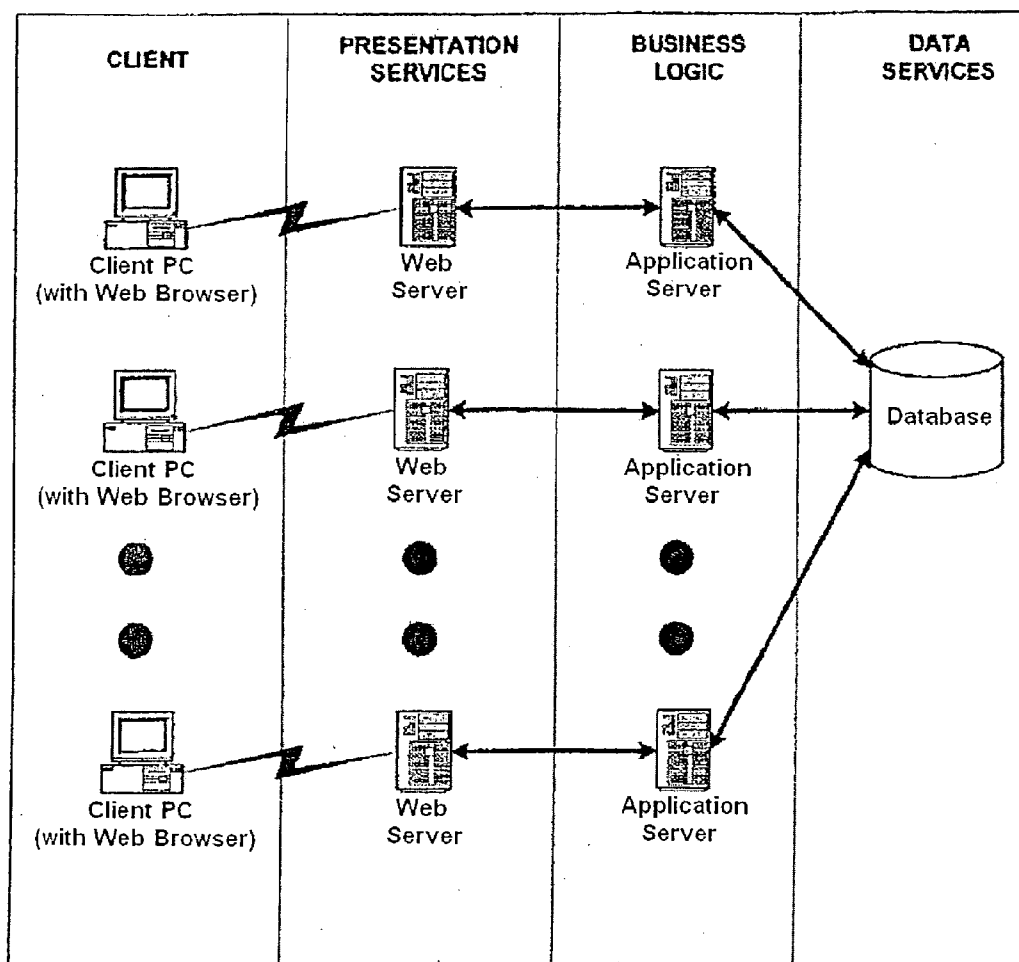 CLIENT
PRESENTATION
SERVICES
BUSINESS
LOGIC
DATA
SERVICES
Client PC
(with Web Browser)
Web
Server
Application
Server
Client PC
(with Web Browser)
Web
Server
Application
Server
Database
Client PC
(with Web Browser)
Web
Server
Application
Server